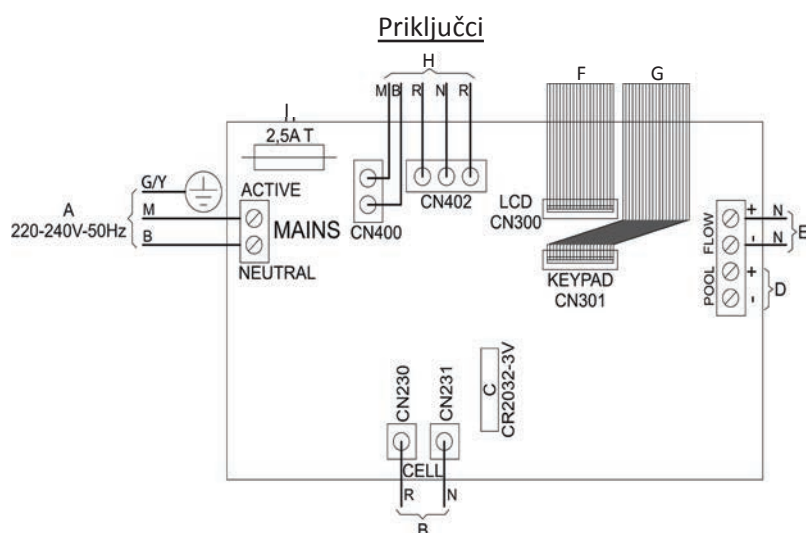 Priključci
H
F G
M B R N R
J.
2,5A T
G/Y
ACTIVE
A
220-240V-50Hz
M
MAINS
B
NEUTRAL
CN400
CN402
LCD
CN300
KEYPAD
CN301
FLOW
POOL
+ N
- N
E
+
-
D
CN230
CN231
C
CR2032-3V
CELL
R N
B